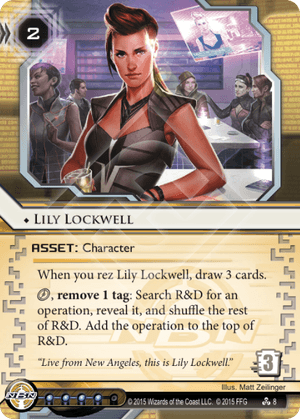 2
LILY LOCKWELL
ASSET: Character
When you rez Lily Lockwell, draw 3 cards.
, remove 1 tag: Search R&D for an
operation, reveal it, and shuffle the rest
of R&D. Add the operation to the top of
R&D.
"Live from New Angeles, this is Lily Lockwell."
3
Illus. Matt Zeilinger
NBN
© 2015 Wizards of the Coast LLC. © 2015 FFG
8